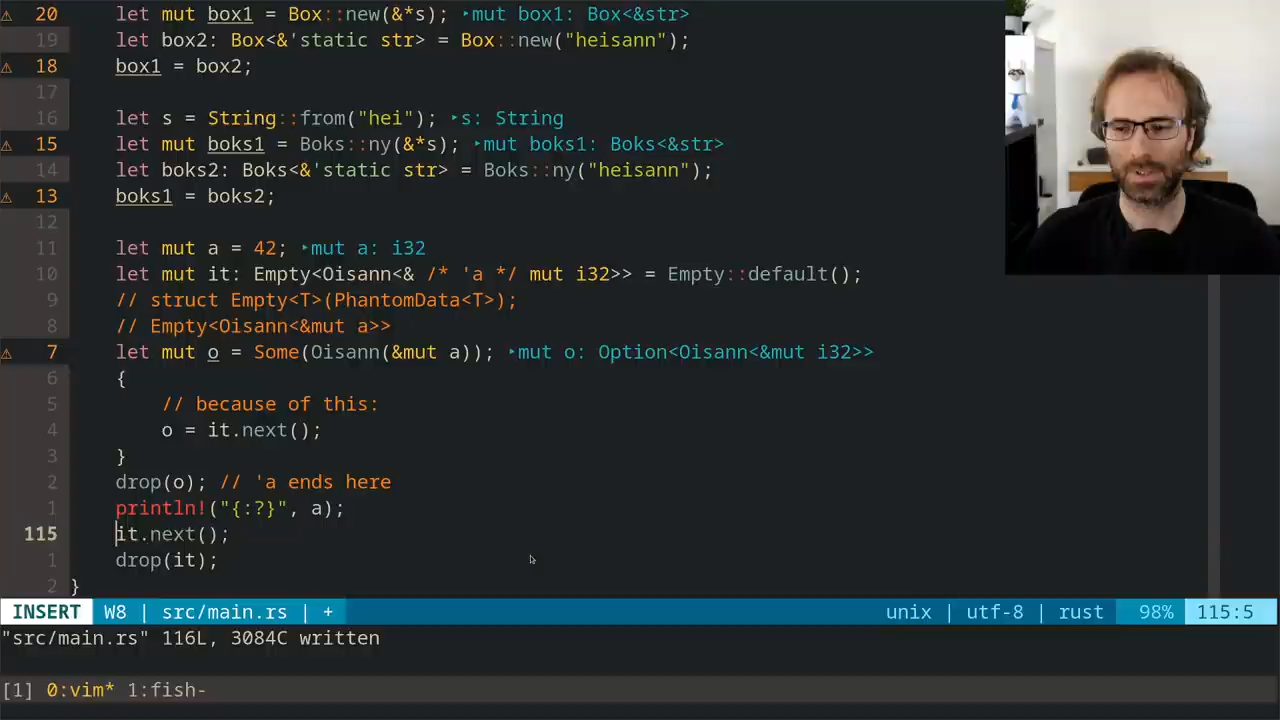 ⚠ 20 let mut box1 = Box::new(&*s); ‣mut box1: Box<&str>
19 let box2: Box<&'static str> = Box::new("heisann");
⚠ 18 box1 = box2;
17
16 let s = String::from("hei"); ‣s: String
⚠ 15 let mut boks1 = Boks::ny(&*s); ‣mut boks1: Boks<&str>
14 let boks2: Boks<&'static str> = Boks::ny("heisann");
⚠ 13 boks1 = boks2;
12
11 let mut a = 42; ‣mut a: i32
10 let mut it: Empty<Oisann<& /* 'a */ mut i32>> = Empty::default();
9 // struct Empty<T>(PhantomData<T>);
8 // Empty<Oisann<&mut a>>
⚠ 7 let mut o = Some(Oisann(&mut a)); ‣mut o: Option<Oisann<&mut i32>>
6 {
5 // because of this:
4 o = it.next();
3 }
2 drop(o); // 'a ends here
1 println!("{:?}", a);
115 it.next();
1 drop(it);
2 }
INSERT W8 | src/main.rs | + unix | utf-8 | rust 98% 115:5
"src/main.rs" 116L, 3084C written
[1] 0:vim* 1:fish-